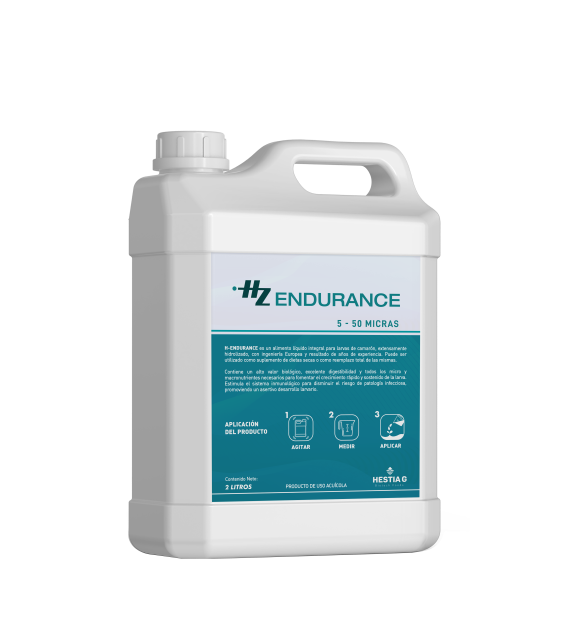 HZ ENDURANCE
5 - 50 MICRAS
H-ENDURANCE es un alimento líquido integral para larvas de camarón, extensamente
hidrolizado, con ingeniería Europea y resultado de años de experiencia. Puede ser
utilizado como suplemento de dietas secas o como reemplazo total de las mismas.
Contiene un alto valor biológico, excelente digestibilidad y todos los micro y
macronutrientes necesarios para fomentar el crecimiento rápido y sostenido de la larva.
Estimula el sistema inmunológico para disminuir el riesgo de patología infecciosa,
promoviendo un asertivo desarrollo larvario.
APLICACIÓN
DEL PRODUCTO
1 2 3
AGITAR MEDIR APLICAR
Contenido Neto:
2 LITROS
PRODUCTO DE USO ACUÍCOLA
HESTIA G